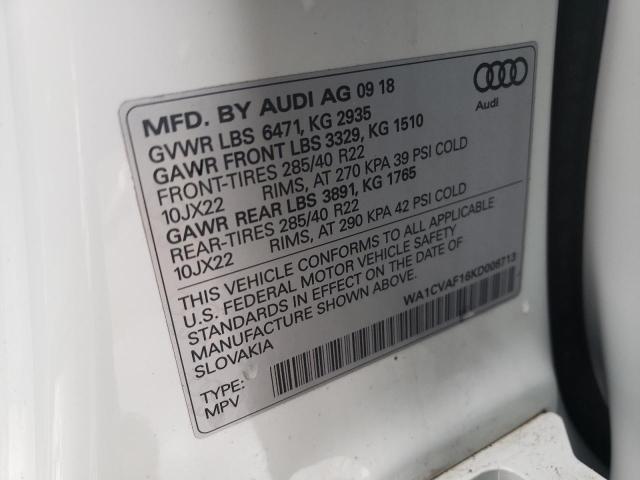 MFD. BY AUDI AG 09 18
GVWR LBS 6471, KG 2935
GAWR FRONT LBS 3329, KG 1510
FRONT-TIRES 285/40 R22
10JX22 RIMS, AT 270 KPA 39 PSI COLD
GAWR REAR LBS 3891, KG 1765
REAR-TIRES 285/40 R22
10JX22 RIMS, AT 290 KPA 42 PSI COLD
THIS VEHICLE CONFORMS TO ALL APPLICABLE
U.S. FEDERAL MOTOR VEHICLE SAFETY
STANDARDS IN EFFECT ON THE DATE OF
MANUFACTURE SHOWN ABOVE.
SLOVAKIA
WA1CVAF16KD006713
TYPE:
MPV
Audi